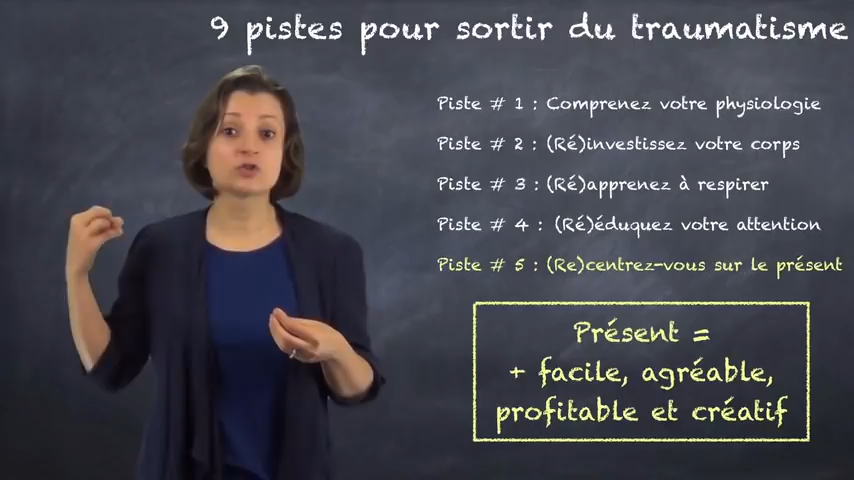 9 pistes pour sortir du traumatisme
Piste # 1 : Comprenez votre physiologie
Piste # 2 : (Ré)investissez votre corps
Piste # 3 : (Ré)apprenez à respirer
Piste # 4 : (Ré)éduquez votre attention
Piste # 5 : (Re)centrez-vous sur le présent
Présent =
+ facile, agréable,
profitable et créatif